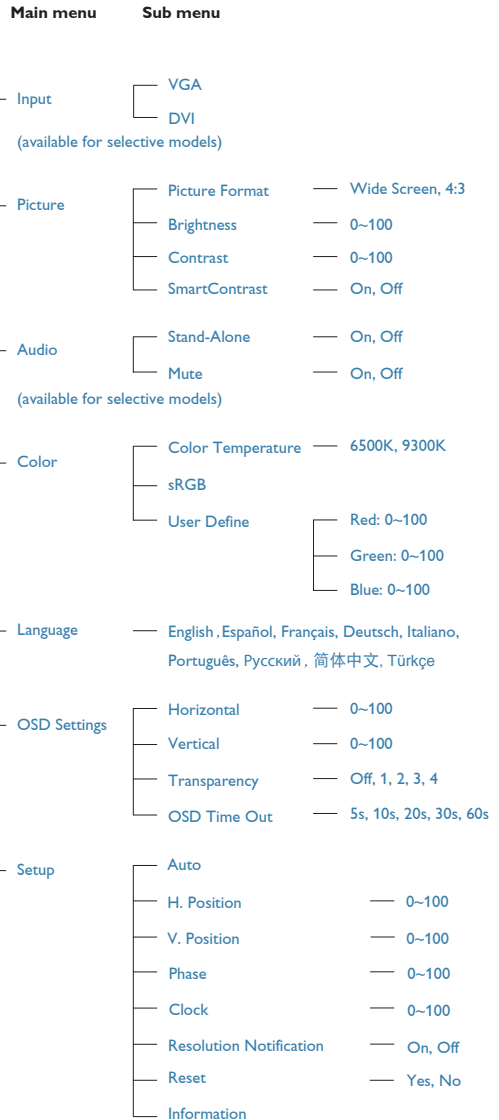 Main menu Sub menu
VGA
Input
DVI
(available for selective models)
Picture Format Wide Screen, 4:3
Picture
Brightness 0~100
Contrast 0~100
SmartContrast On, Off
Stand-Alone On, Off
Audio
Mute On, Off
(available for selective models)
Color Temperature 6500K, 9300K
Color
sRGB
User Define Red: 0~100
Green: 0~100
Blue: 0~100
Language English , Español, Français, Deutsch, Italiano,
Português, Русский , 简体中文, Türkçe
Horizontal 0~100
OSD Settings
Vertical 0~100
Transparency Off, 1, 2, 3, 4
OSD Time Out 5s, 10s, 20s, 30s, 60s
Auto
Setup
H. Position 0~100
V. Position 0~100
Phase 0~100
Clock 0~100
Resolution Notification On, Off
Reset Yes, No
Information